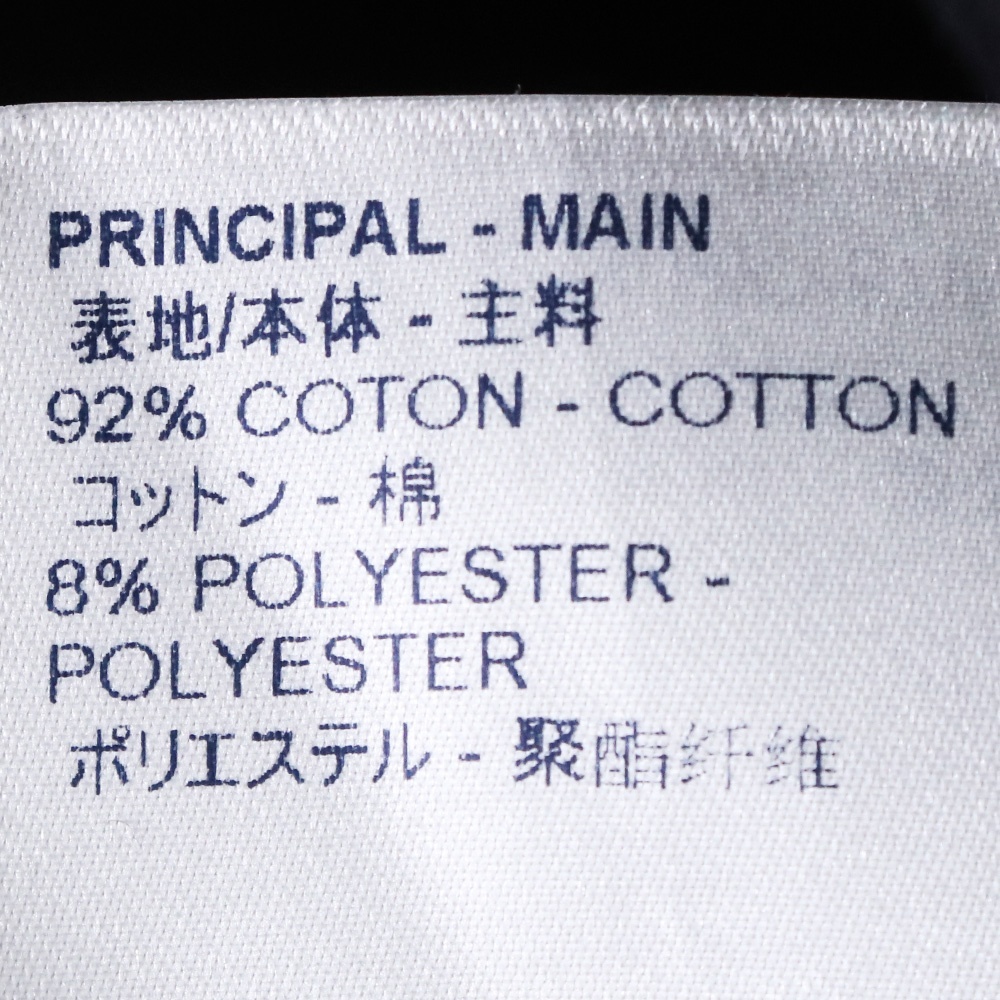 PRINCIPAL - MAIN
表地/本体 - 主料
92% COTON - COTTON
コットン - 棉
8% POLYESTER -
POLYESTER
ポリエステル - 聚酯纤维